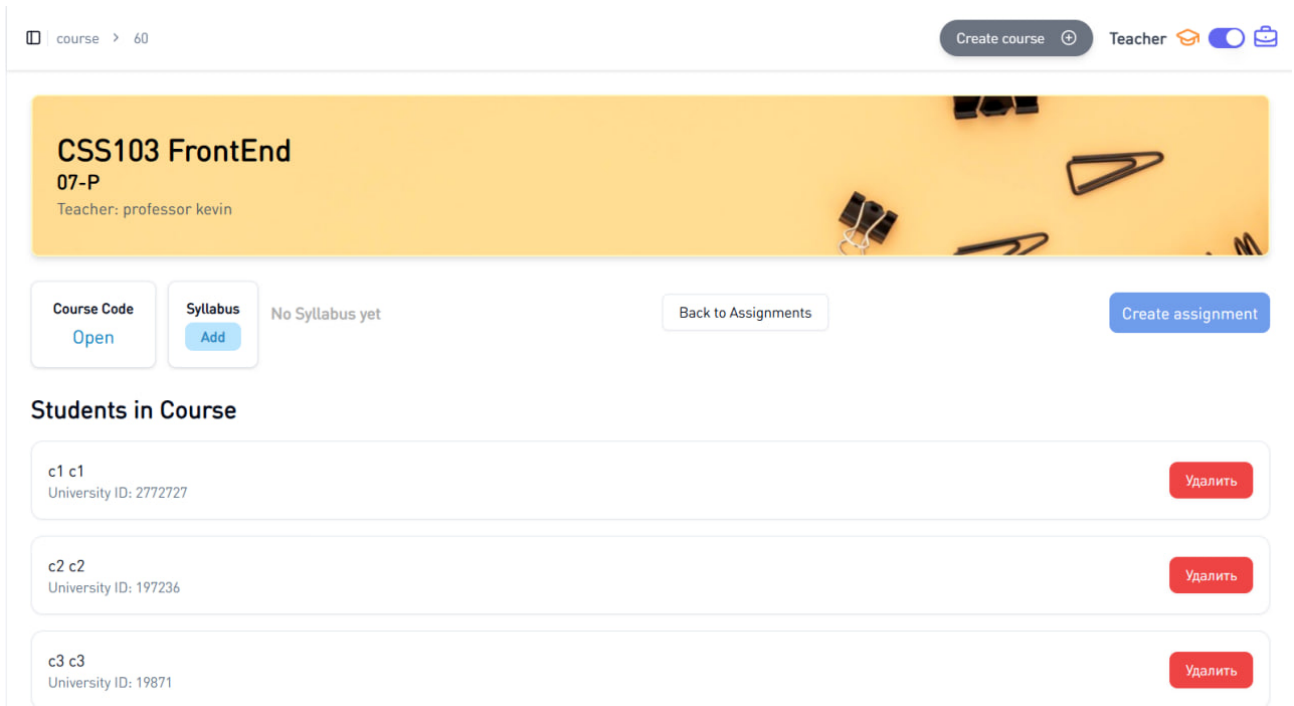 course > 60
Create course
Teacher
CSS103 FrontEnd
07-P
Teacher: professor kevin
Course Code
Open
Syllabus
Add
No Syllabus yet
Back to Assignments
Create assignment
Students in Course
c1 c1
University ID: 2772727
Удалить
c2 c2
University ID: 197236
Удалить
c3 c3
University ID: 19871
Удалить